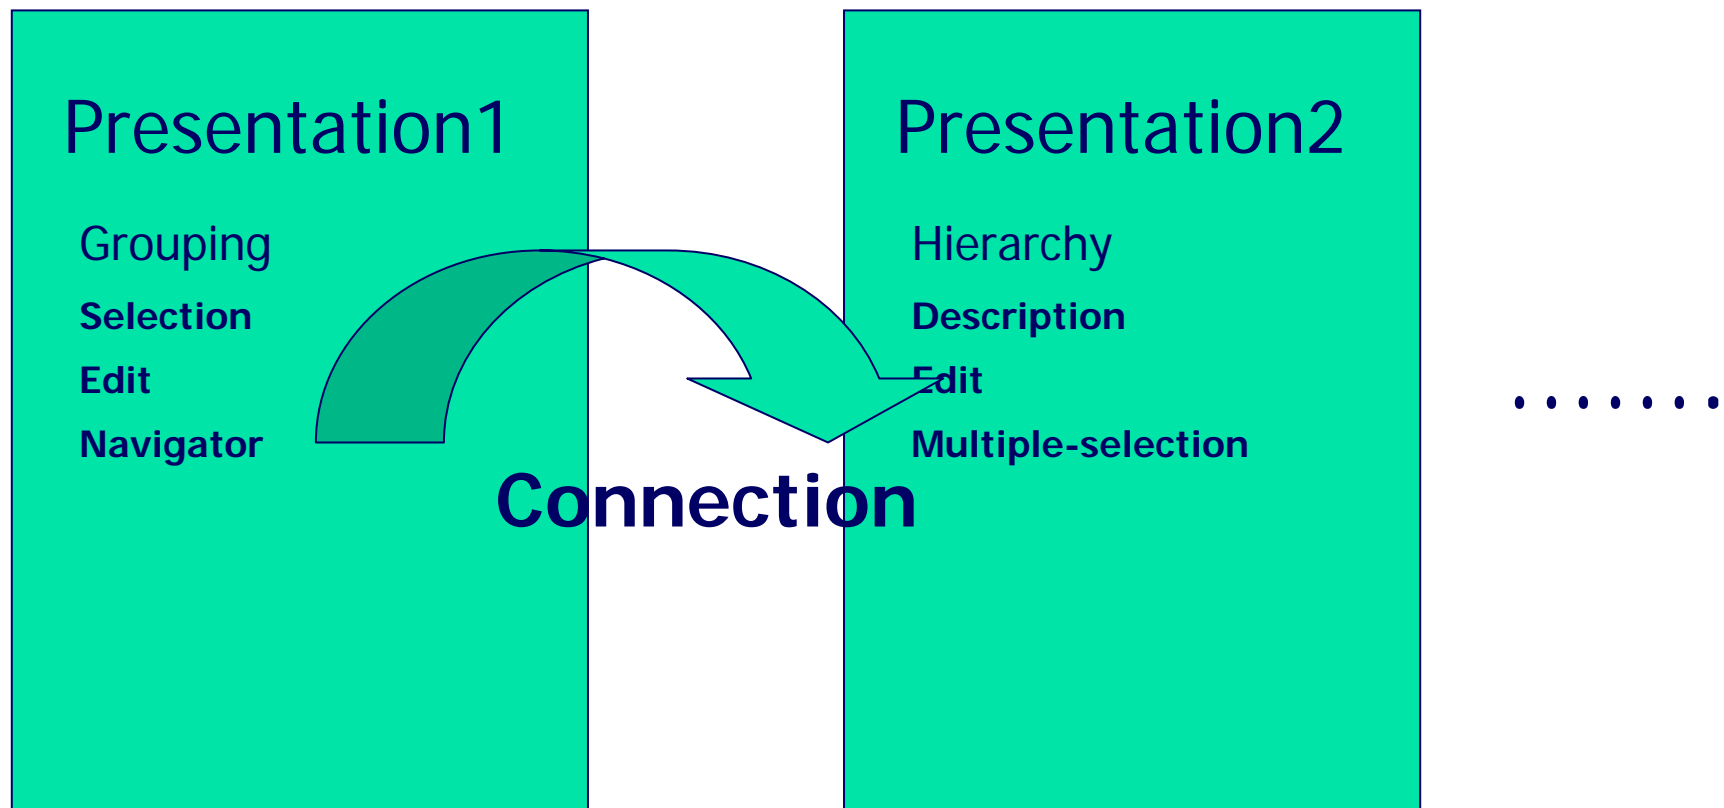 Presentation1
Grouping
Selection
Edit
Navigator
Connection
Presentation2
Hierarchy
Description
Edit
Multiple-selection
.......